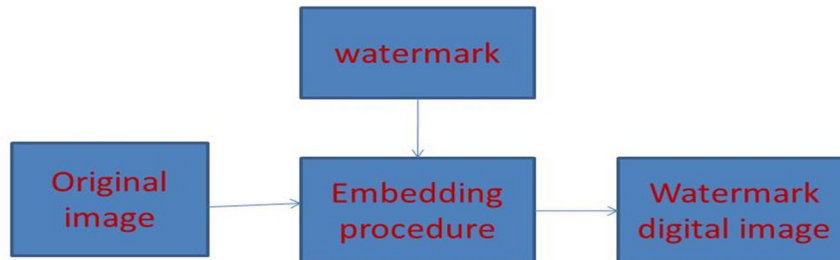 watermark
Original
image
Embedding
procedure
Watermark
digital image